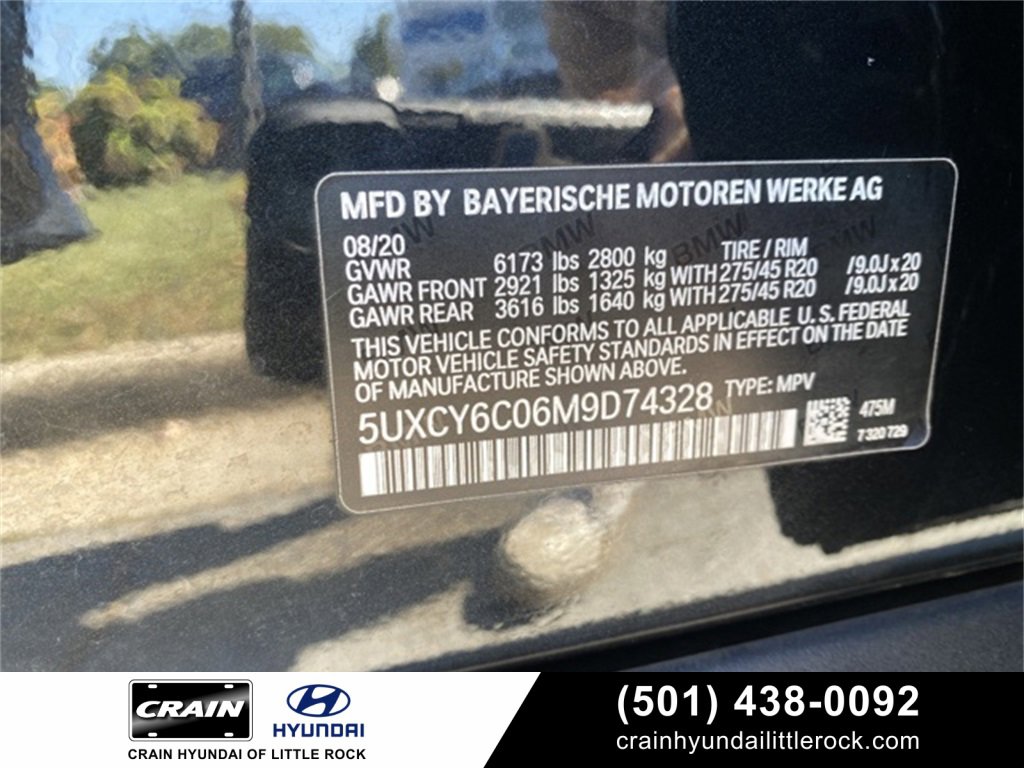 MFD BY BAYERISCHE MOTOREN WERKE AG
08/20
TIRE / RIM
GVWR 6173 lbs 2800 kg
GAWR FRONT 2921 lbs 1325 kg WITH 275/45 R20 /9.0J x 20
GAWR REAR 3616 lbs 1640 kg WITH 275/45 R20 /9.0J x 20
THIS VEHICLE CONFORMS TO ALL APPLICABLE U.S. FEDERAL
MOTOR VEHICLE SAFETY STANDARDS IN EFFECT ON THE DATE
OF MANUFACTURE SHOWN ABOVE.
5UXCY6C06M9D74328 TYPE: MPV
475M
7 320 729
CRAIN
HYUNDAI
CRAIN HYUNDAI OF LITTLE ROCK
(501) 438-0092
crainhyundailittlerock.com